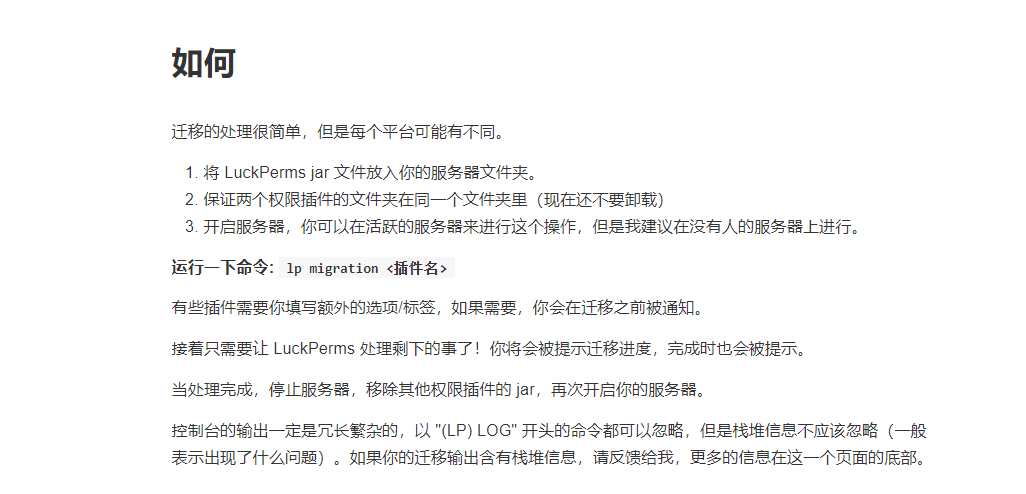 如何
迁移的处理很简单，但是每个平台可能有不同。
1. 将 LuckPerms jar 文件放入你的服务器文件夹。
2. 保证两个权限插件的文件夹在同一个文件夹里（现在还不要卸载）
3. 开启服务器，你可以在活跃的服务器来进行这个操作，但是我建议在没有人的服务器上进行。
运行一下命令：lp migration <插件名>
有些插件需要你填写额外的选项/标签，如果需要，你会在迁移之前被通知。
接着只需要让 LuckPerms 处理剩下的事了！你将会被提示迁移进度，完成时也会被提示。
当处理完成，停止服务器，移除其他权限插件的 jar，再次开启你的服务器。
控制台的输出一定是冗长繁杂的，以 "(LP) LOG" 开头的命令都可以忽略，但是栈堆信息不应该忽略（一般
表示出现了什么问题）。如果你的迁移输出含有栈堆信息，请反馈给我，更多的信息在这一个页面的底部。